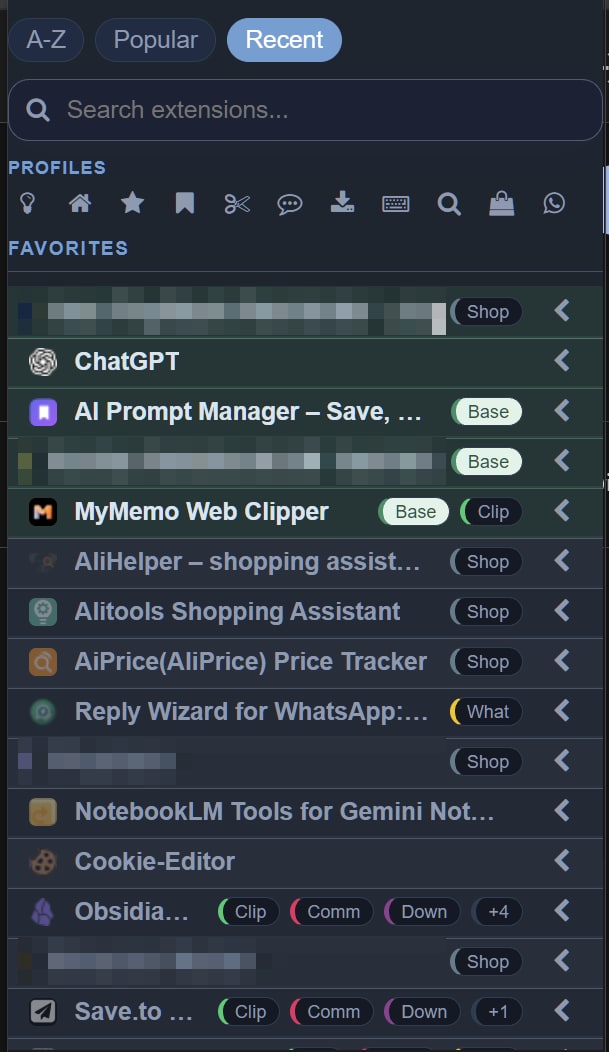 A-Z Popular Recent
Search extensions...
PROFILES
FAVORITES
Shop
ChatGPT
AI Prompt Manager – Save, ... Base
Base
MyMemo Web Clipper Base Clip
AliHelper – shopping assist... Shop
Alitools Shopping Assistant Shop
AiPrice(AliPrice) Price Tracker Shop
Reply Wizard for WhatsApp:... What
Shop
NotebookLM Tools for Gemini Not...
Cookie-Editor
Obsidia... Clip Comm Down +4
Shop
Save.to ... Clip Comm Down +1